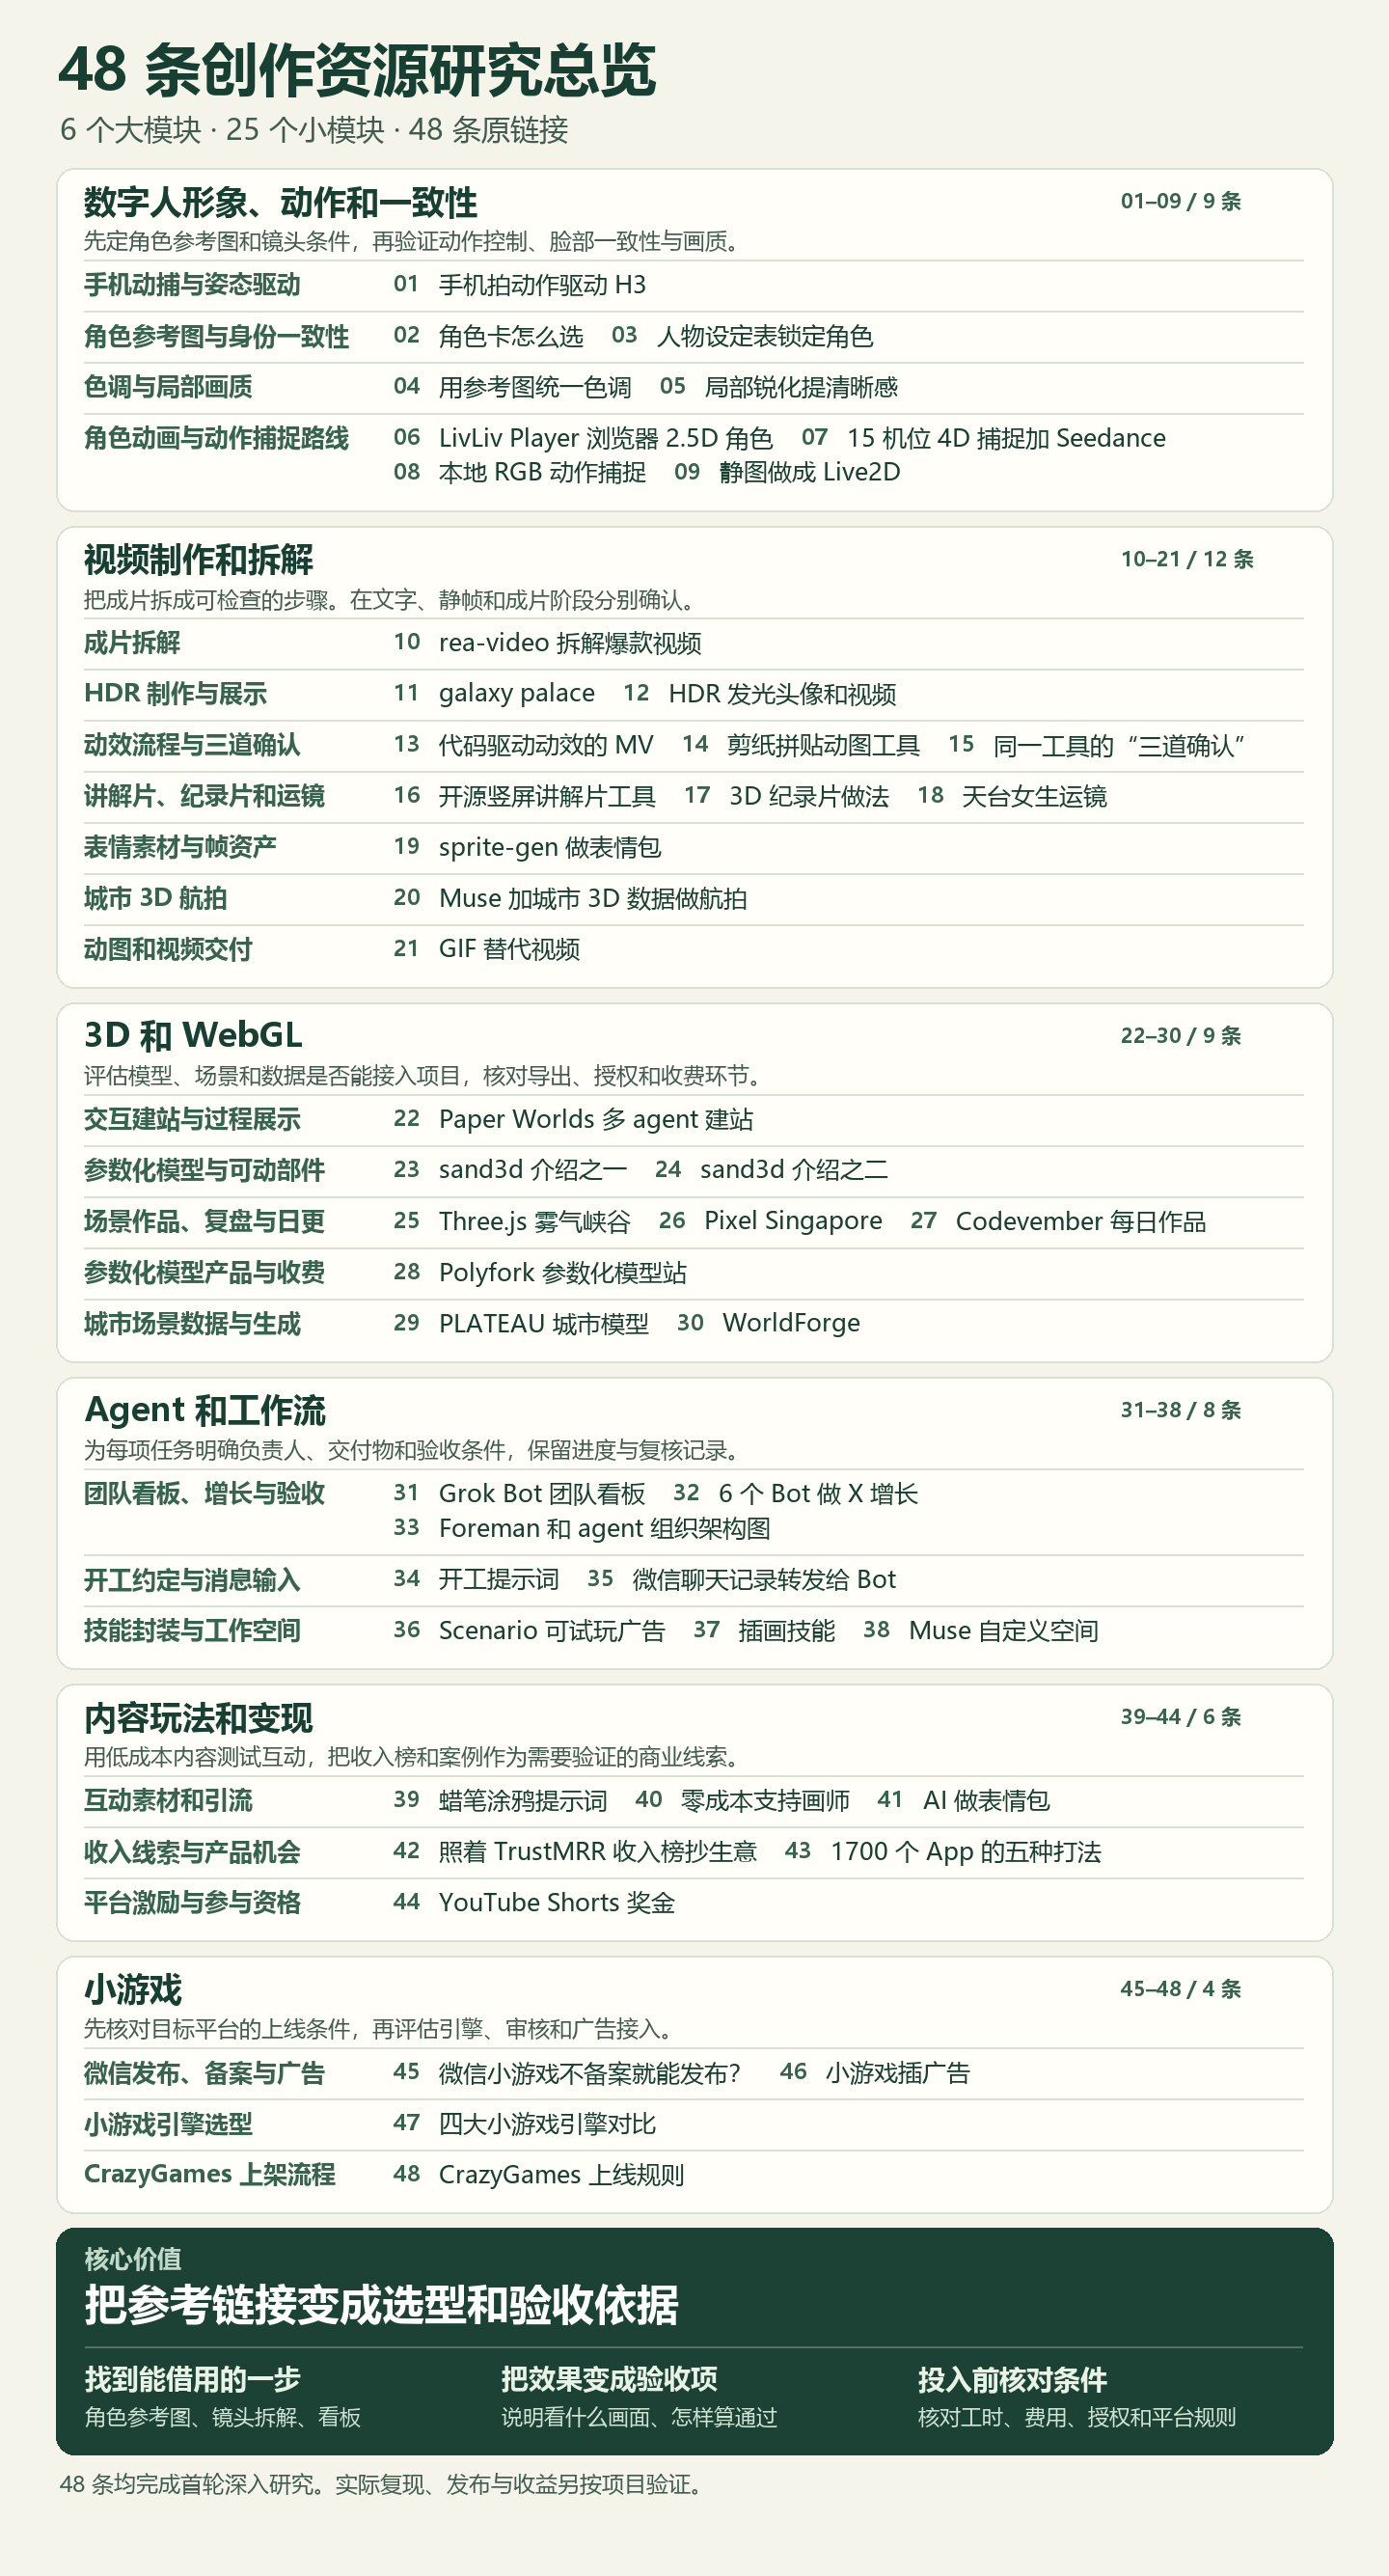 48 条创作资源研究总览
6 个大模块 · 25 个小模块 · 48 条原链接
数字人形象、动作和一致性 01–09 / 9 条
先定角色参考图和镜头条件，再验证动作控制、脸部一致性与画质。
手机动捕与姿态驱动 01 手机拍动作驱动 H3
角色参考图与身份一致性 02 角色卡怎么选 03 人物设定表锁定角色
色调与局部画质 04 用参考图统一色调 05 局部锐化提清晰感
角色动画与动作捕捉路线 06 LivLiv Player 浏览器 2.5D 角色 07 15 机位 4D 捕捉加 Seedance
08 本地 RGB 动作捕捉 09 静图做成 Live2D
视频制作和拆解 10–21 / 12 条
把成片拆成可检查的步骤。在文字、静帧和成片阶段分别确认。
成片拆解 10 rea-video 拆解爆款视频
HDR 制作与展示 11 galaxy palace 12 HDR 发光头像和视频
动效流程与三道确认 13 代码驱动动效的 MV 14 剪纸拼贴动图工具 15 同一工具的“三道确认”
讲解片、纪录片和运镜 16 开源竖屏讲解片工具 17 3D 纪录片做法 18 天台女生运镜
表情素材与帧资产 19 sprite-gen 做表情包
城市 3D 航拍 20 Muse 加城市 3D 数据做航拍
动图和视频交付 21 GIF 替代视频
3D 和 WebGL 22–30 / 9 条
评估模型、场景和数据是否能接入项目，核对导出、授权和收费环节。
交互建站与过程展示 22 Paper Worlds 多 agent 建站
参数化模型与可动部件 23 sand3d 介绍之一 24 sand3d 介绍之二
场景作品、复盘与日更 25 Three.js 雾气峡谷 26 Pixel Singapore 27 Codevember 每日作品
参数化模型产品与收费 28 Polyfork 参数化模型站
城市场景数据与生成 29 PLATEAU 城市模型 30 WorldForge
Agent 和工作流 31–38 / 8 条
为每项任务明确负责人、交付物和验收条件，保留进度与复核记录。
团队看板、增长与验收 31 Grok Bot 团队看板 32 6 个 Bot 做 X 增长
33 Foreman 和 agent 组织架构图
开工约定与消息输入 34 开工提示词 35 微信聊天记录转发给 Bot
技能封装与工作空间 36 Scenario 可试玩广告 37 插画技能 38 Muse 自定义空间
内容玩法和变现 39–44 / 6 条
用低成本内容测试互动，把收入榜和案例作为需要验证的商业线索。
互动素材和引流 39 蜡笔涂鸦提示词 40 零成本支持画师 41 AI 做表情包
收入线索与产品机会 42 照着 TrustMRR 收入榜抄生意 43 1700 个 App 的五种打法
平台激励与参与资格 44 YouTube Shorts 奖金
小游戏 45–48 / 4 条
先核对目标平台的上线条件，再评估引擎、审核和广告接入。
微信发布、备案与广告 45 微信小游戏不备案就能发布？ 46 小游戏插广告
小游戏引擎选型 47 四大小游戏引擎对比
CrazyGames 上架流程 48 CrazyGames 上线规则
核心价值
把参考链接变成选型和验收依据
找到能借用的一步 把效果变成验收项 投入前核对条件
角色参考图、镜头拆解、看板 说明看什么画面、怎样算通过 核对工时、费用、授权和平台规则
48 条均完成首轮深入研究。实际复现、发布与收益另按项目验证。